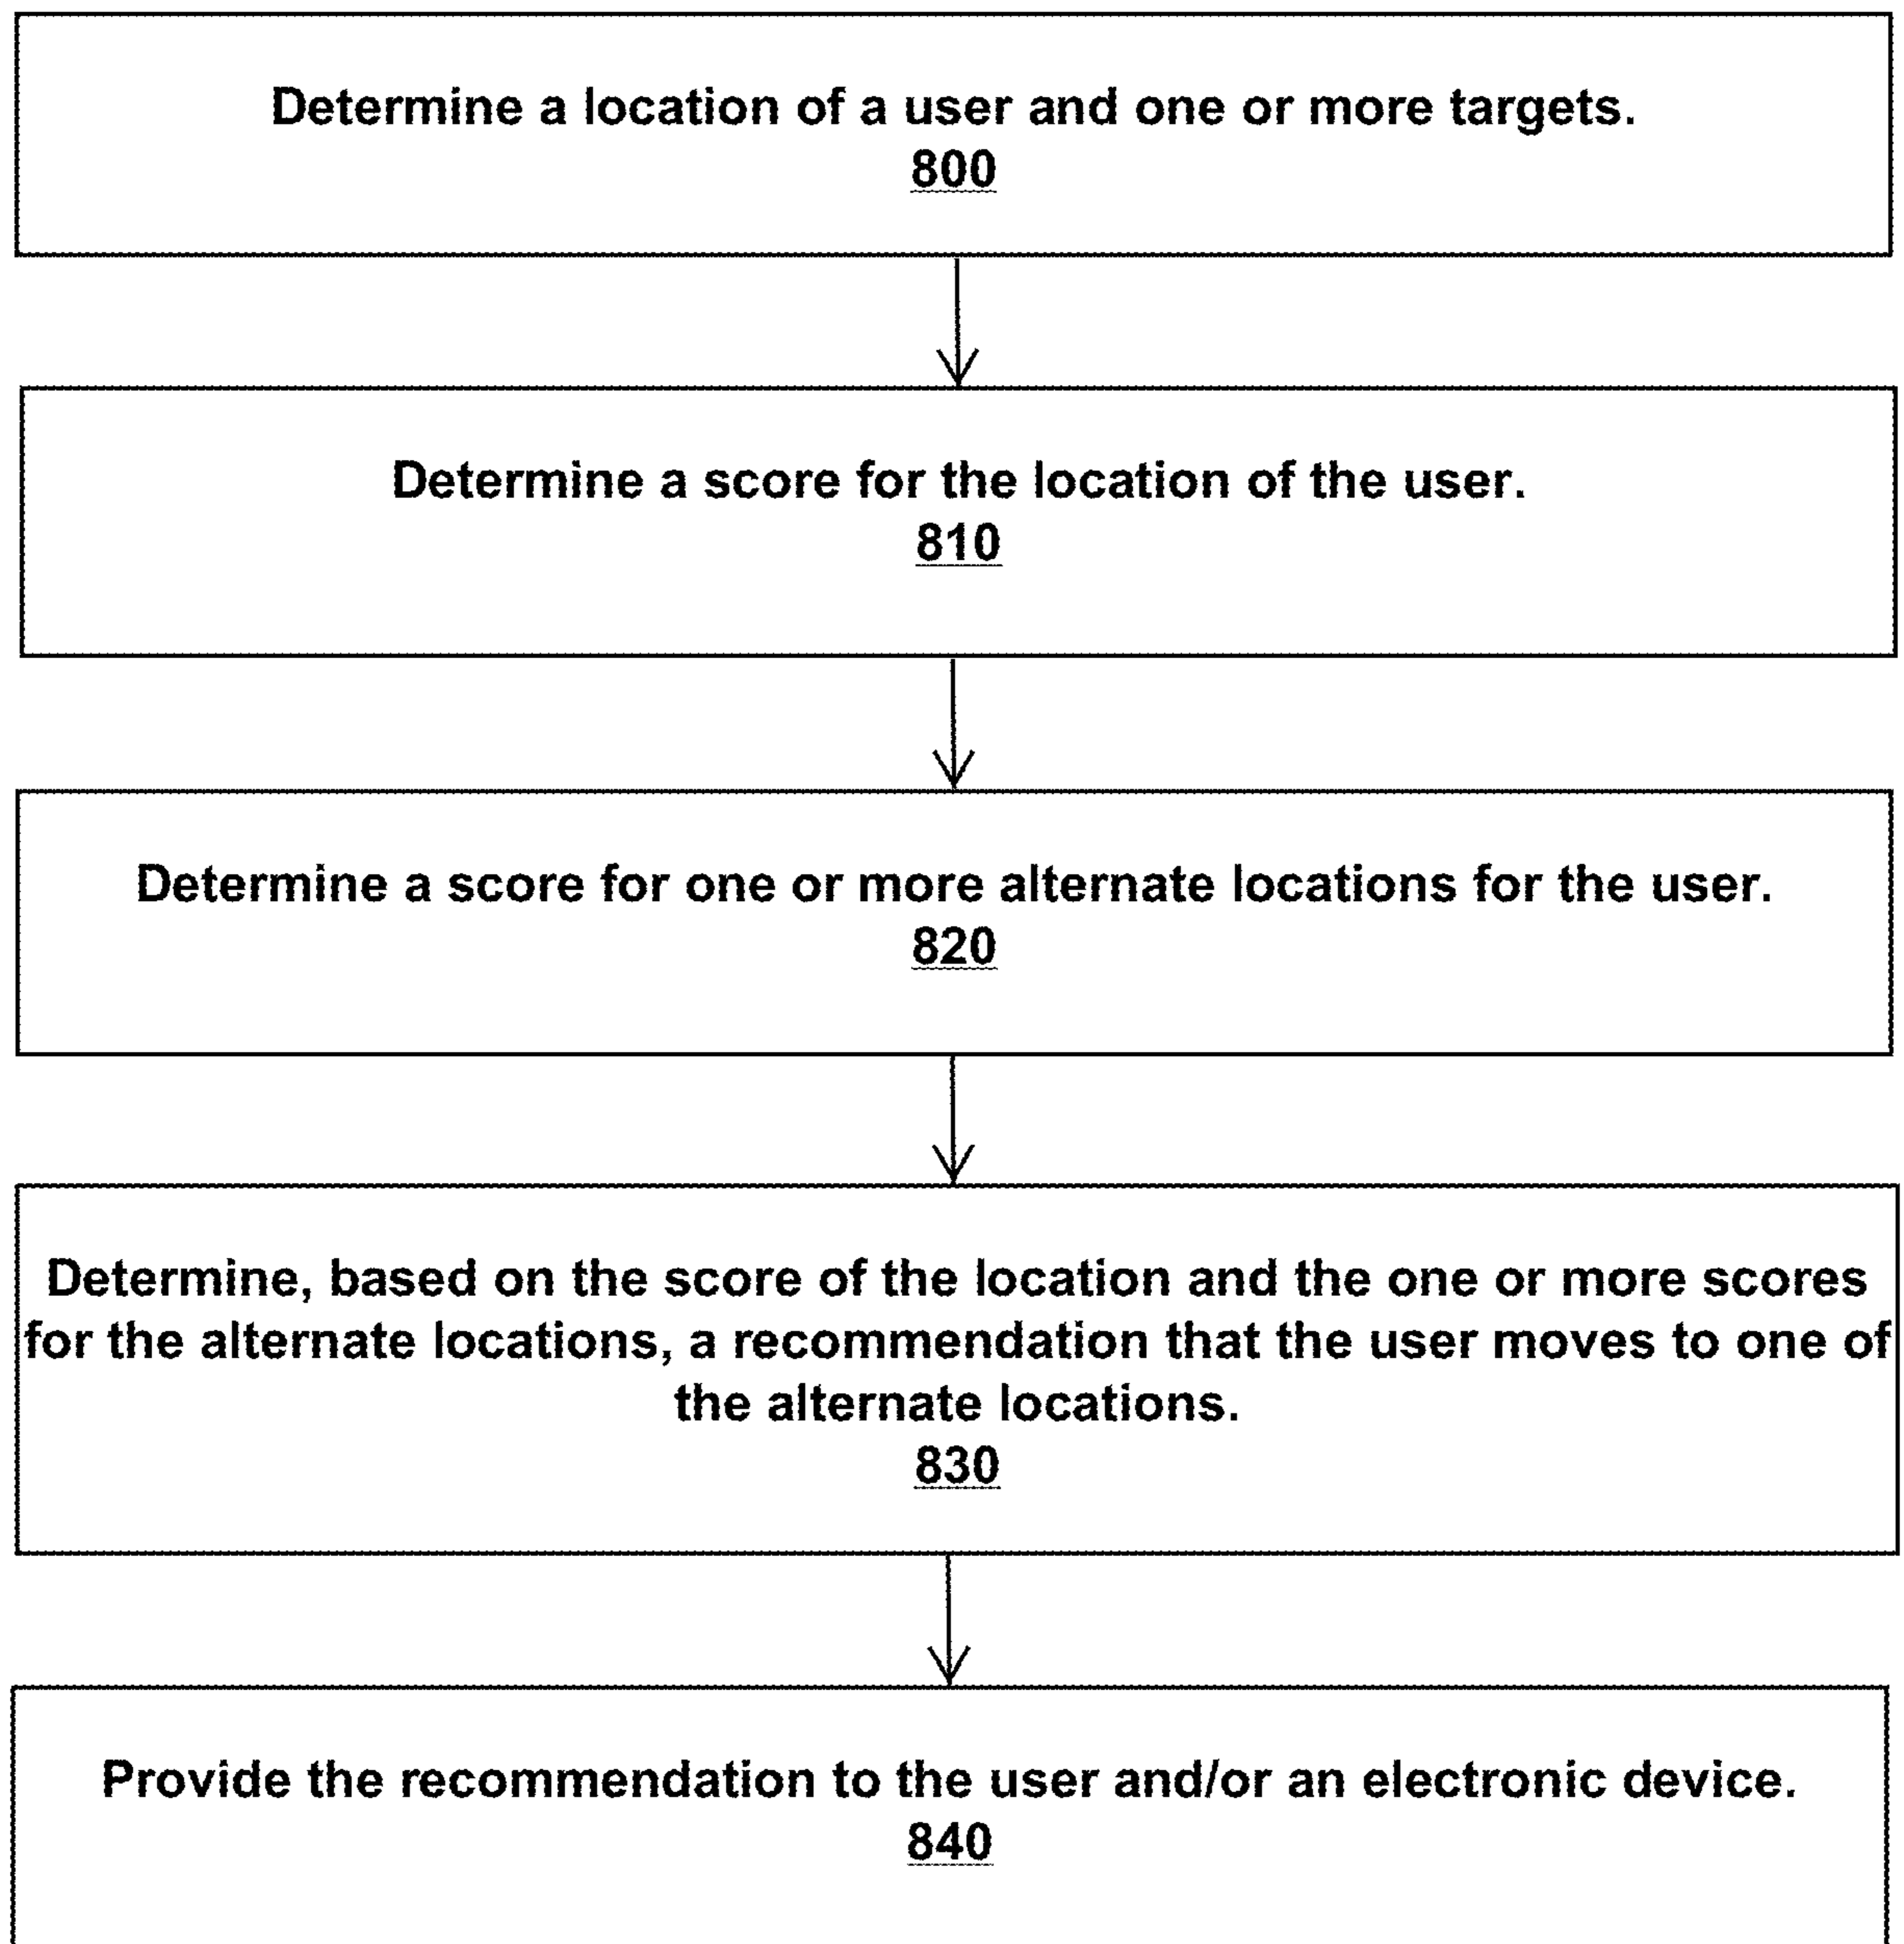 Determine a location of a user and one or more targets.
800
Determine a score for the location of the user.
810
Determine a score for one or more alternate locations for the user.
820
Determine, based on the score of the location and the one or more scores
for the alternate locations, a recommendation that the user moves to one of
the alternate locations.
830
Provide the recommendation to the user and/or an electronic device.
840